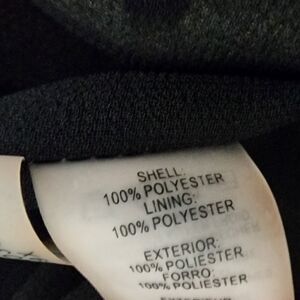 SHELL:
100% POLYESTER
LINING:
100% POLYESTER
EXTERIOR:
100% POLIESTER
FORRO:
100% POLIESTER